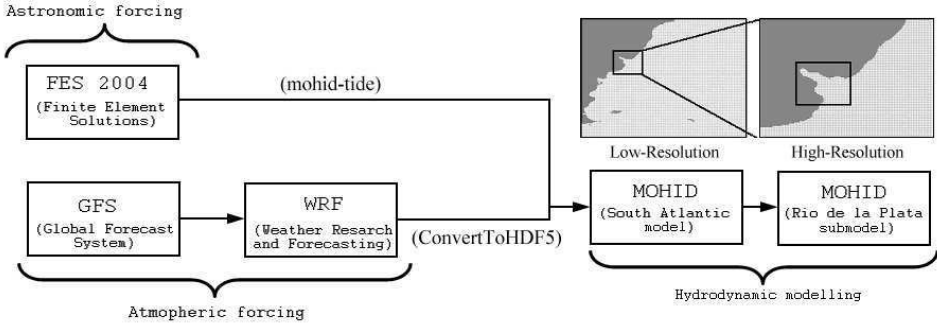 Astronomic forcing
FES 2004
(Finite Element
Solutions)
(mohid-tide)
Low-Resolution
High-Resolution
GFS
(Global Forecast
System)
WRF
(Weather Resarch
and Forecasting)
(ConvertToHDF5)
MOHID
(South Atlantic
model)
MOHID
(Rio de la Plata
submodel)
Atmopheric forcing
Hydrodynamic modelling